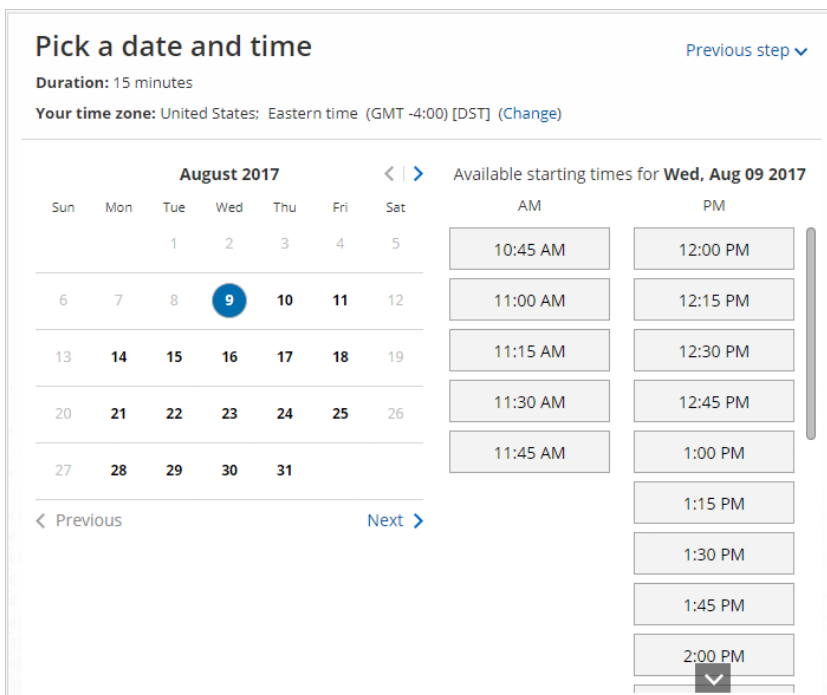 Pick a date and time
Previous step
Duration: 15 minutes
Your time zone: United States; Eastern time (GMT -4:00) [DST] (Change)
August 2017
Sun Mon Tue Wed Thu Fri Sat
1 2 3 4 5
6 7 8 9 10 11 12
13 14 15 16 17 18 19
20 21 22 23 24 25 26
27 28 29 30 31
Previous
Next
Available starting times for Wed, Aug 09 2017
AM PM
10:45 AM 12:00 PM
11:00 AM 12:15 PM
11:15 AM 12:30 PM
11:30 AM 12:45 PM
11:45 AM 1:00 PM
1:15 PM
1:30 PM
1:45 PM
2:00 PM